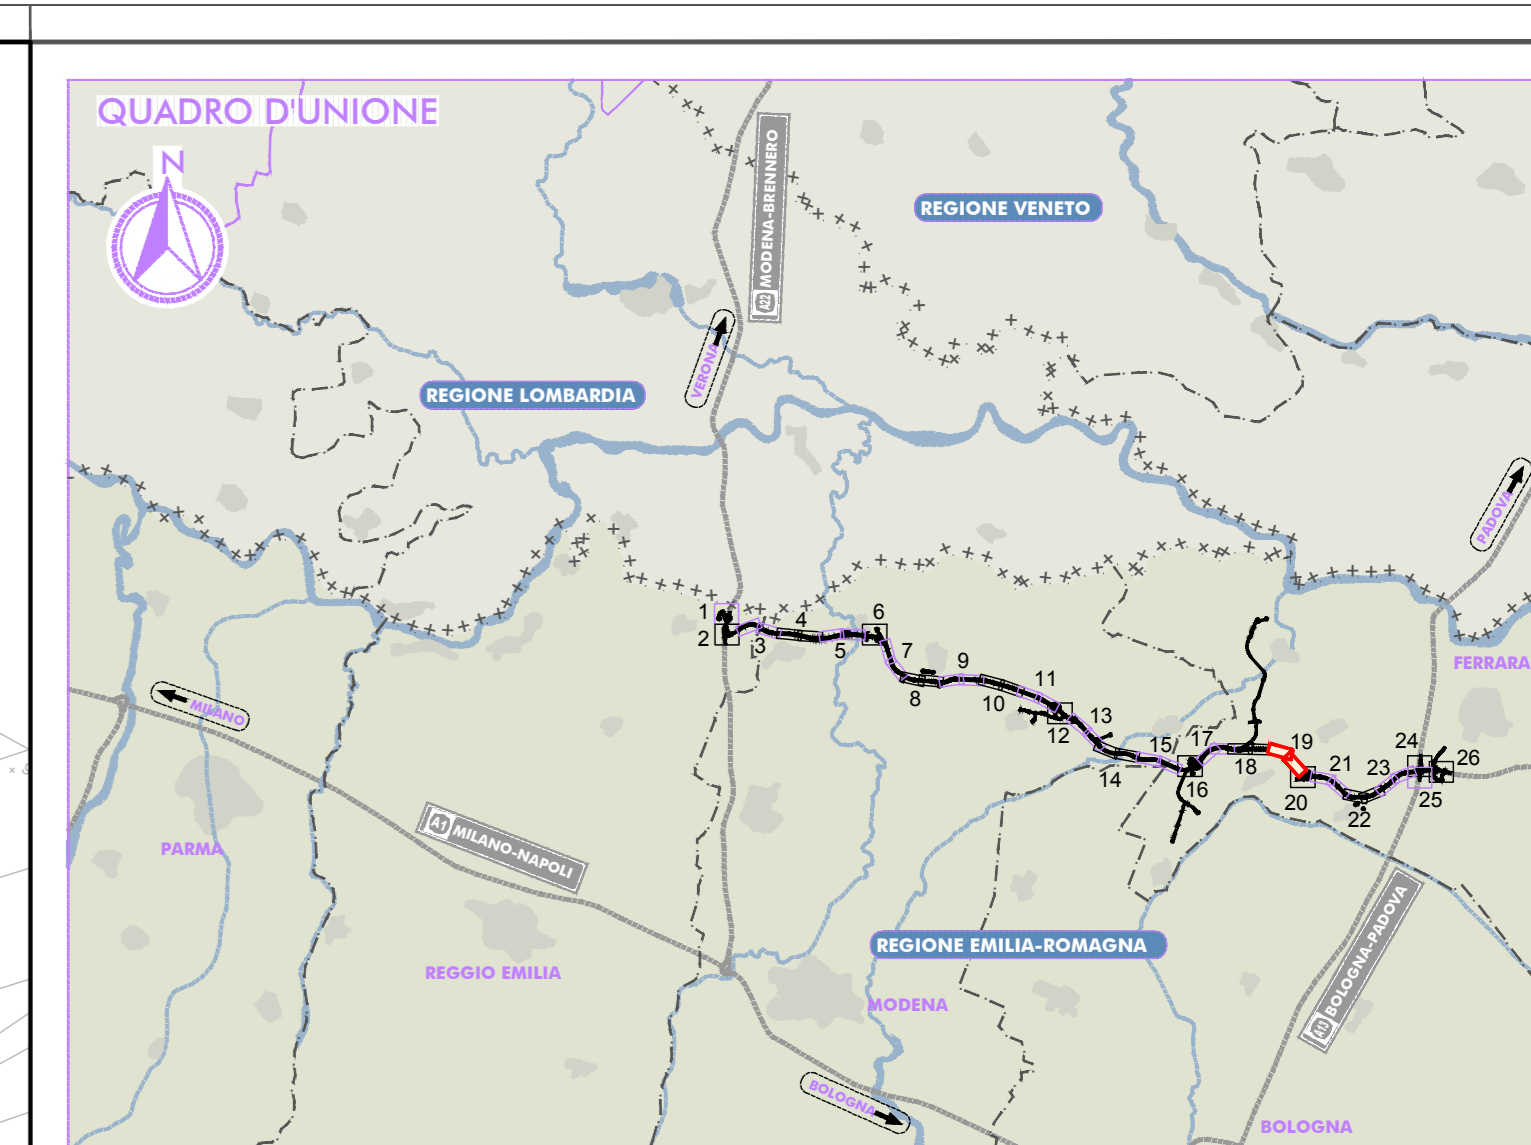 QUADRO D'UNIONE
N
A22 MODENA-BRENNERO
REGIONE VENETO
VERONA
REGIONE LOMBARDIA
PADOVA
1
2
3
4
5
6
7
8
9
10
11
12
13
14
15
16
17
18
19
20
21
22
23
24
25
26
FERRARA
MILANO
A1 MILANO-NAPOLI
PARMA
REGGIO EMILIA
REGIONE EMILIA-ROMAGNA
MODENA
A13 BOLOGNA-PADOVA
BOLOGNA
BOLOGNA